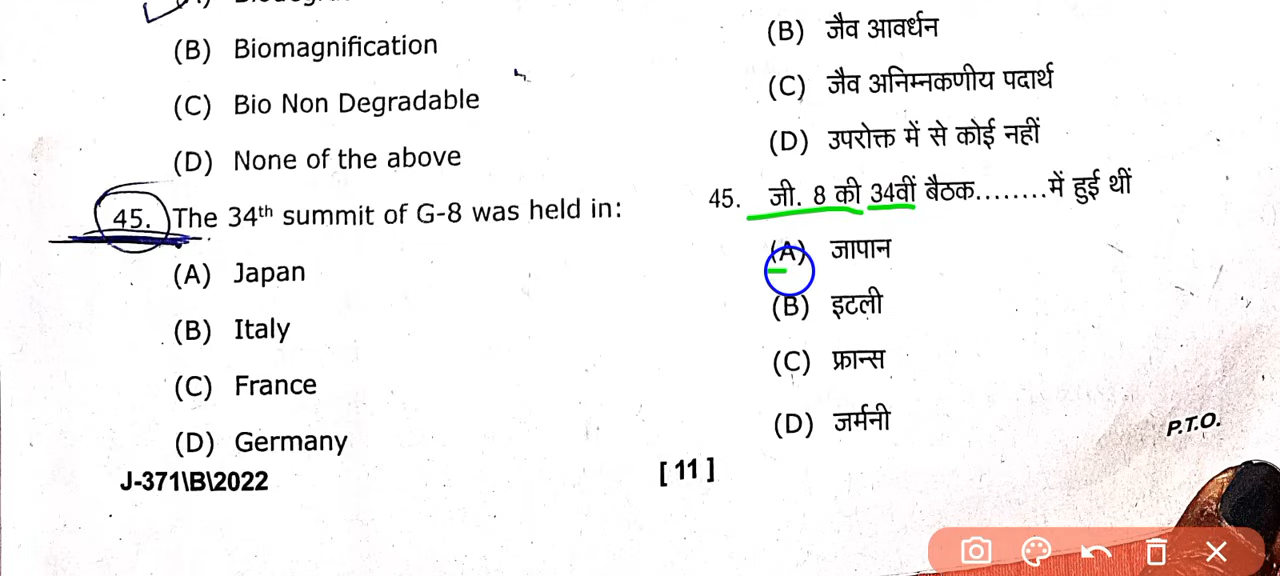 (B) Biomagnification
(C) Bio Non Degradable
(D) None of the above
45. The 34th summit of G-8 was held in:
(A) Japan
(B) Italy
(C) France
(D) Germany
J-371\B\2022
(B) जैव आवर्धन
(C) जैव अनिम्नकणीय पदार्थ
(D) उपरोक्त में से कोई नहीं
45. जी. 8 की 34वीं बैठक........में हुई थीं
(A) जापान
(B) इटली
(C) फ्रान्स
(D) जर्मनी
P.T.O.
[ 11 ]